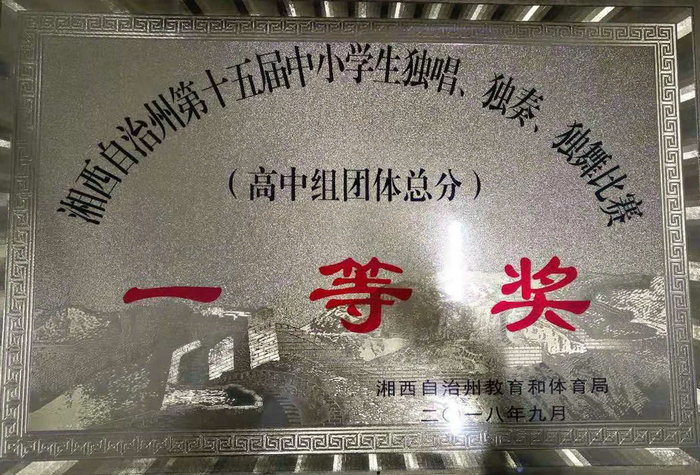 湘西自治州第十五届中小学生独唱、独奏、独舞比赛
（高中组团体总分）
一等奖
湘西自治州教育和体育局
二〇一八年九月